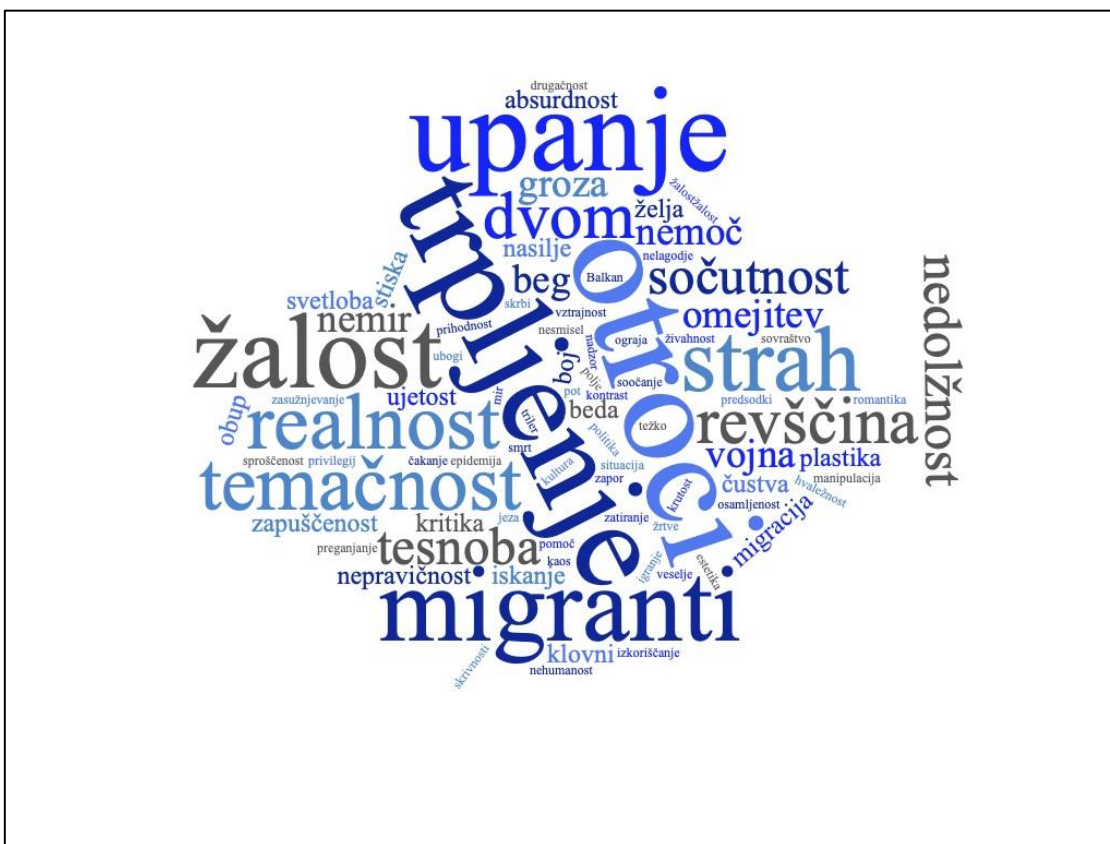 drugačnost
absurdnost
upanje
groza
žalostžalost
dvom
želja
nemoč
trpljenje
nasilje
nelagodje
otroci
stiska
beg
Balkan
sočutnost
nedolžnost
svetloba
skrbi
vztrajnost
nemir
omejitev
prihodnost
nesmisel
nadzor
ograja
živahnost
sovraštvo
žalost
ubogi
boj
polje
soočanje
strah
ujetost
mir
pot
kontrast
zasužnjevanje
predsodki
romantika
obup
realnost
triler
beda
težko
revščina
smrt
politika
vojna
plastika
sproščenost
privilegij
čakanje
epidemija
kultura
situacija
temačnost
zapor
krutost
čustva
hvaležnost
manipulacija
osamljenost
zapuščenost
kritika
jeza
zatiranje
žrtve
migracija
preganjanje
tesnoba
pomoč
kaos
igranje
estetika
nepravičnost
iskanje
veselje
migranti
skrivnosti
klovni
izkoriščanje
nehumanost